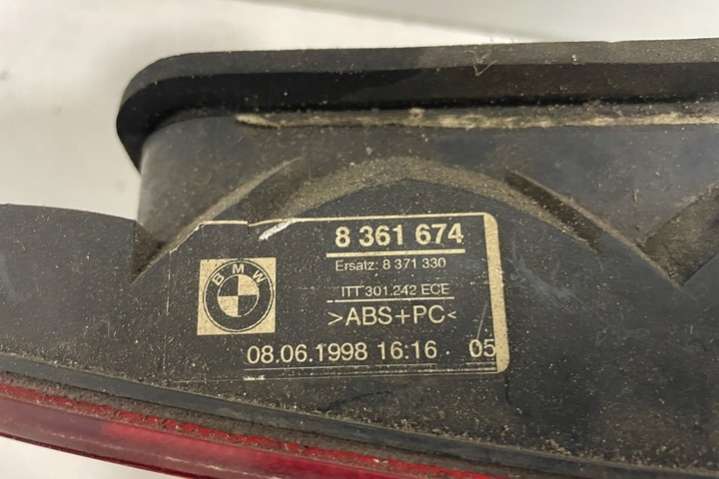 8 361 674
Ersatz: 8 371 330
BMW
ITT 301.242 ECE
>ABS+PC<
08.06.1998 16:16 05